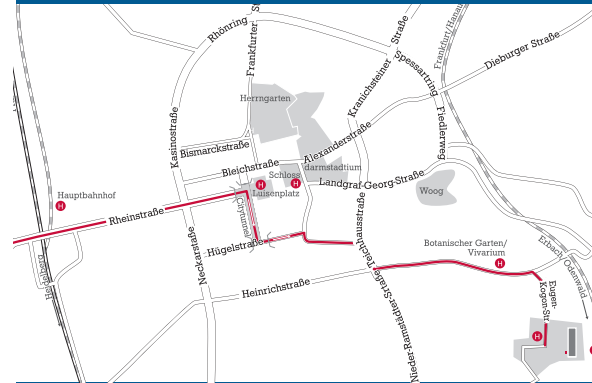 Rhönring
Frankfurter St
Kranichsteiner Straße
Frankfurt/Hanau
Spessartring
Dieburger Straße
Herrngarten
Kasinostraße
Bismarckstraße
Alexanderstraße
Fiedlerweg
Bleichstraße
Schloss
darmstadtium
H
H
Luisenplatz
Landgraf-Georg-Straße
Woog
Hauptbahnhof
H
Rheinstraße
Citytunnel
Hügelstraße
Neckarstraße
Teichhausstraße
Botanischer Garten/
Vivarium
H
Erbach
Odenwald
Heidelberg
Heinrichstraße
Eugen-
Kogon-Str.
Nieder-Ramstädter-Straße
H